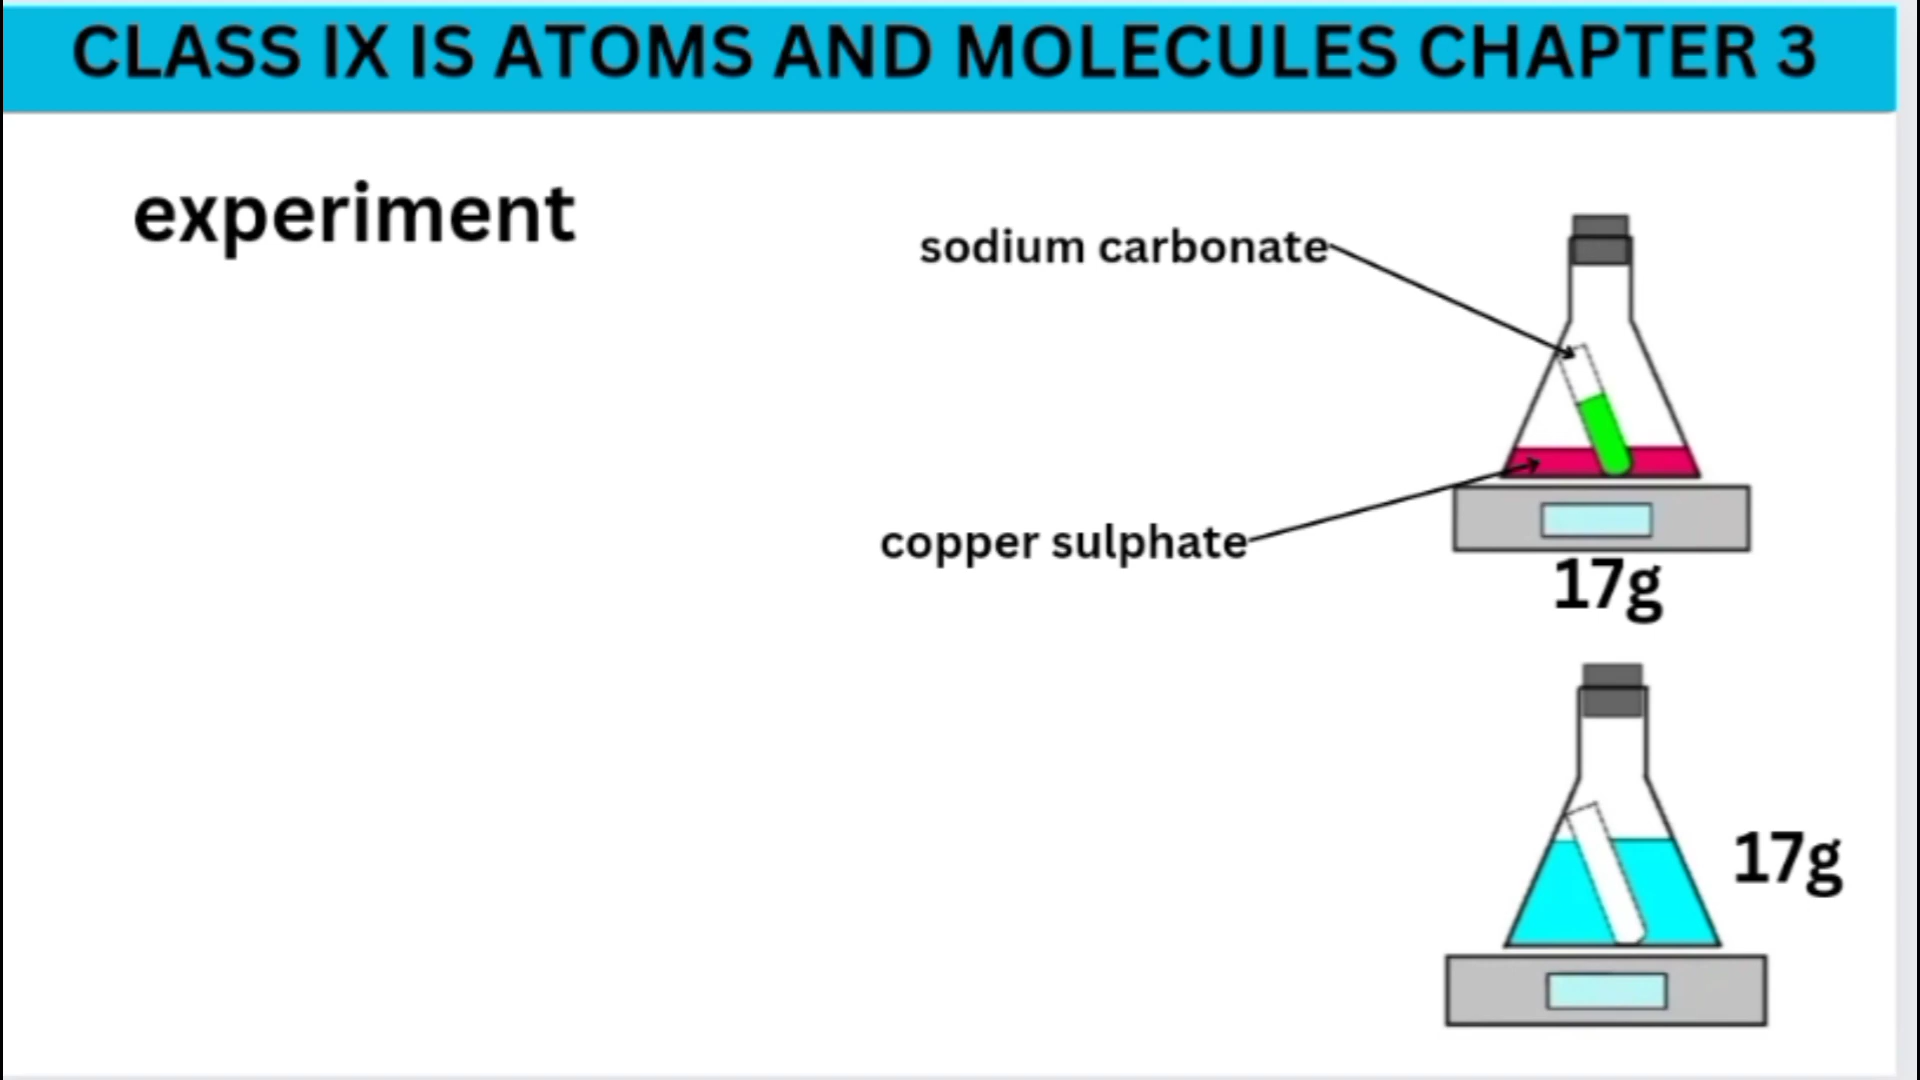 CLASS IX IS ATOMS AND MOLECULES CHAPTER 3
experiment
sodium carbonate
copper sulphate
17g
17g